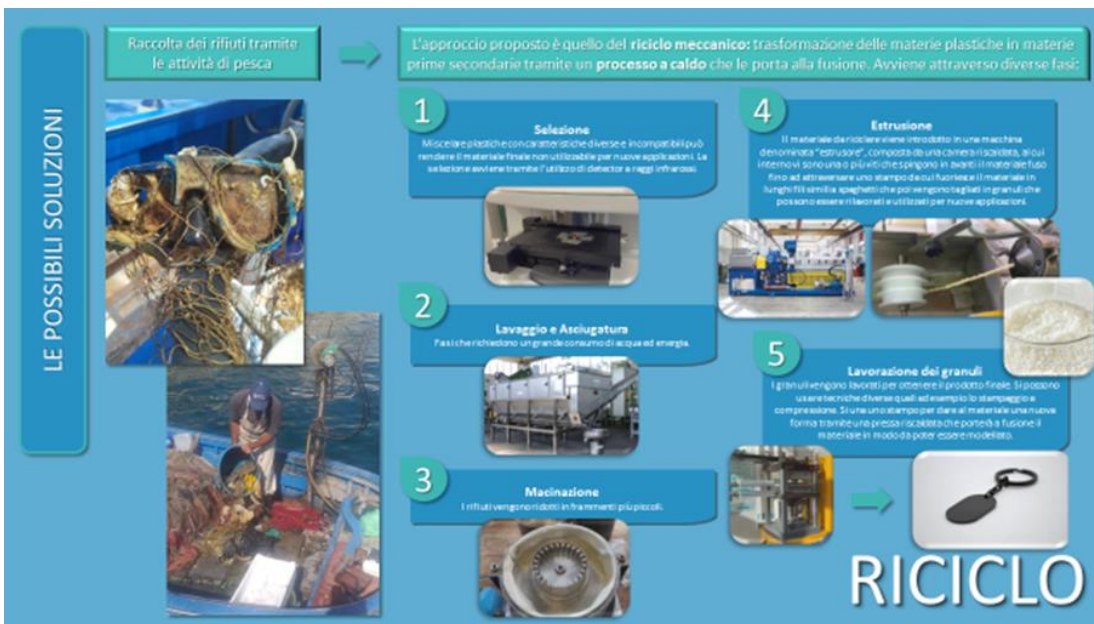 LE POSSIBILI SOLUZIONI
Raccolta dei rifiuti tramite
le attività di pesca
L'approccio proposto è quello del riciclo meccanico: trasformazione delle materie plastiche in materie
prime secondarie tramite un processo a caldo che le porta alla fusione. Avviene attraverso diverse fasi:
1
Selezione
Miscelare plastiche con caratteristiche diverse e incompatibili può
rendere il materiale finale non utilizzabile per nuove applicazioni. La
selezione avviene tramite l'utilizzo di detector a raggi infrarossi.
2
Lavaggio e Asciugatura
Fasi che richiedono un grande consumo di acqua ed energia.
3
Macinazione
I rifiuti vengono ridotti in frammenti più piccoli.
4
Estrusione
Il materiale da riciclare viene introdotto in una macchina
denominata "estrusore", composta da una camera riscaldata, al cui
interno vi sono una o più viti che spingono in avanti il materiale fuso
fino ad attraversare uno stampo da cui fuoriesce il materiale in
lunghi fili simili a spaghetti che poi vengono tagliati in granuli che
possono essere rilavorati e utilizzati per nuove applicazioni.
5
Lavorazione dei granuli
I granuli vengono lavorati per ottenere il prodotto finale. Si possono
usare tecniche diverse quali ad esempio lo stampaggio a
compressione. Si usa uno stampo per dare al materiale una nuova
forma tramite una pressa riscaldata che porterà a fusione il
materiale in modo da poter essere modellato.
RICICLO